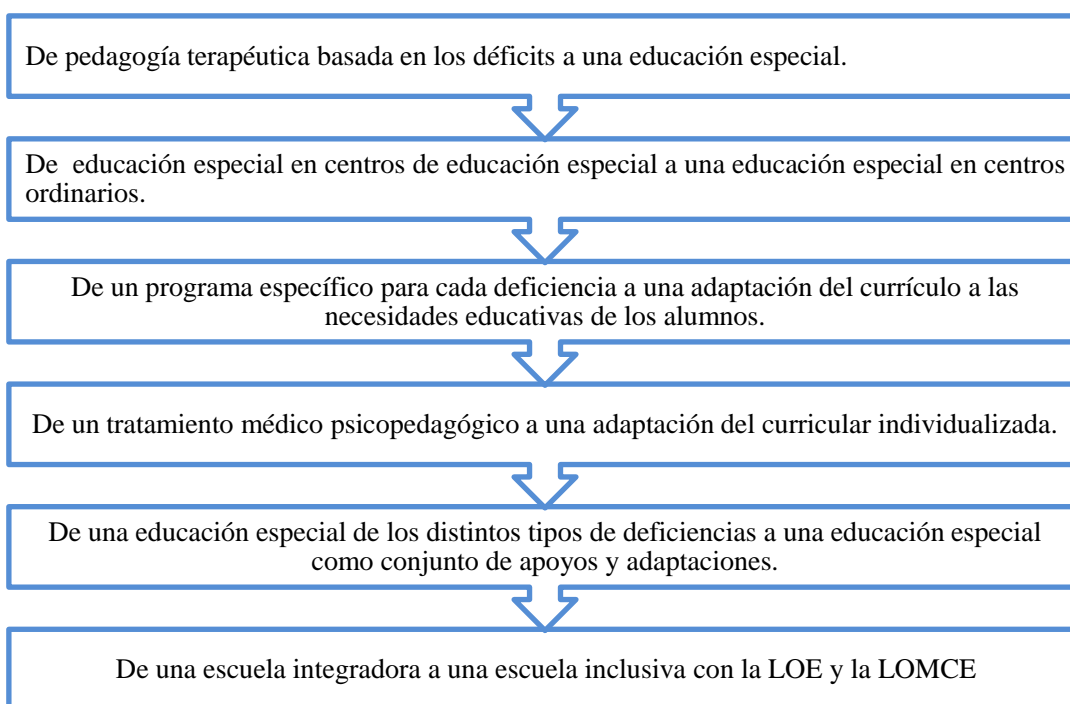 De pedagogía terapéutica basada en los déficits a una educación especial.
De  educación especial en centros de educación especial a una educación especial en centros
ordinarios.
De un programa específico para cada deficiencia a una adaptación del currículo a las
necesidades educativas de los alumnos.
De un tratamiento médico psicopedagógico a una adaptación del curricular individualizada.
De una educación especial de los distintos tipos de deficiencias a una educación especial
como conjunto de apoyos y adaptaciones.
De una escuela integradora a una escuela inclusiva con la LOE y la LOMCE